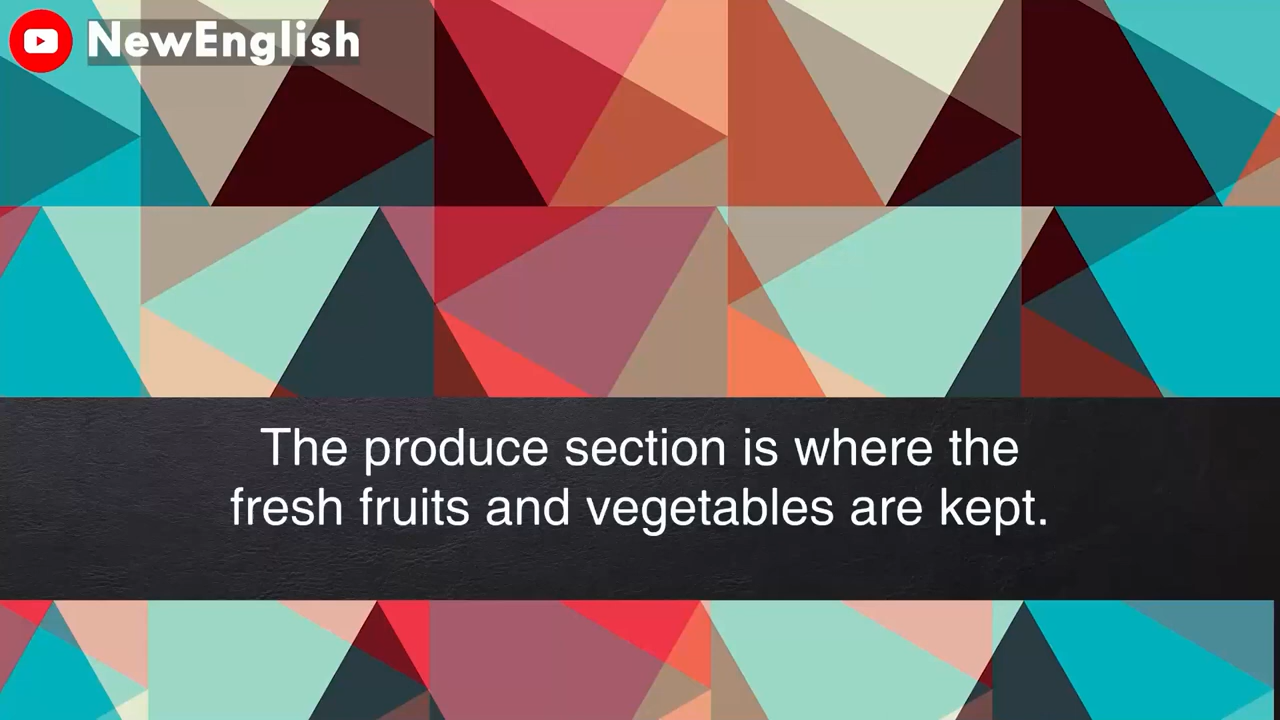 NewEnglish
The produce section is where the
fresh fruits and vegetables are kept.